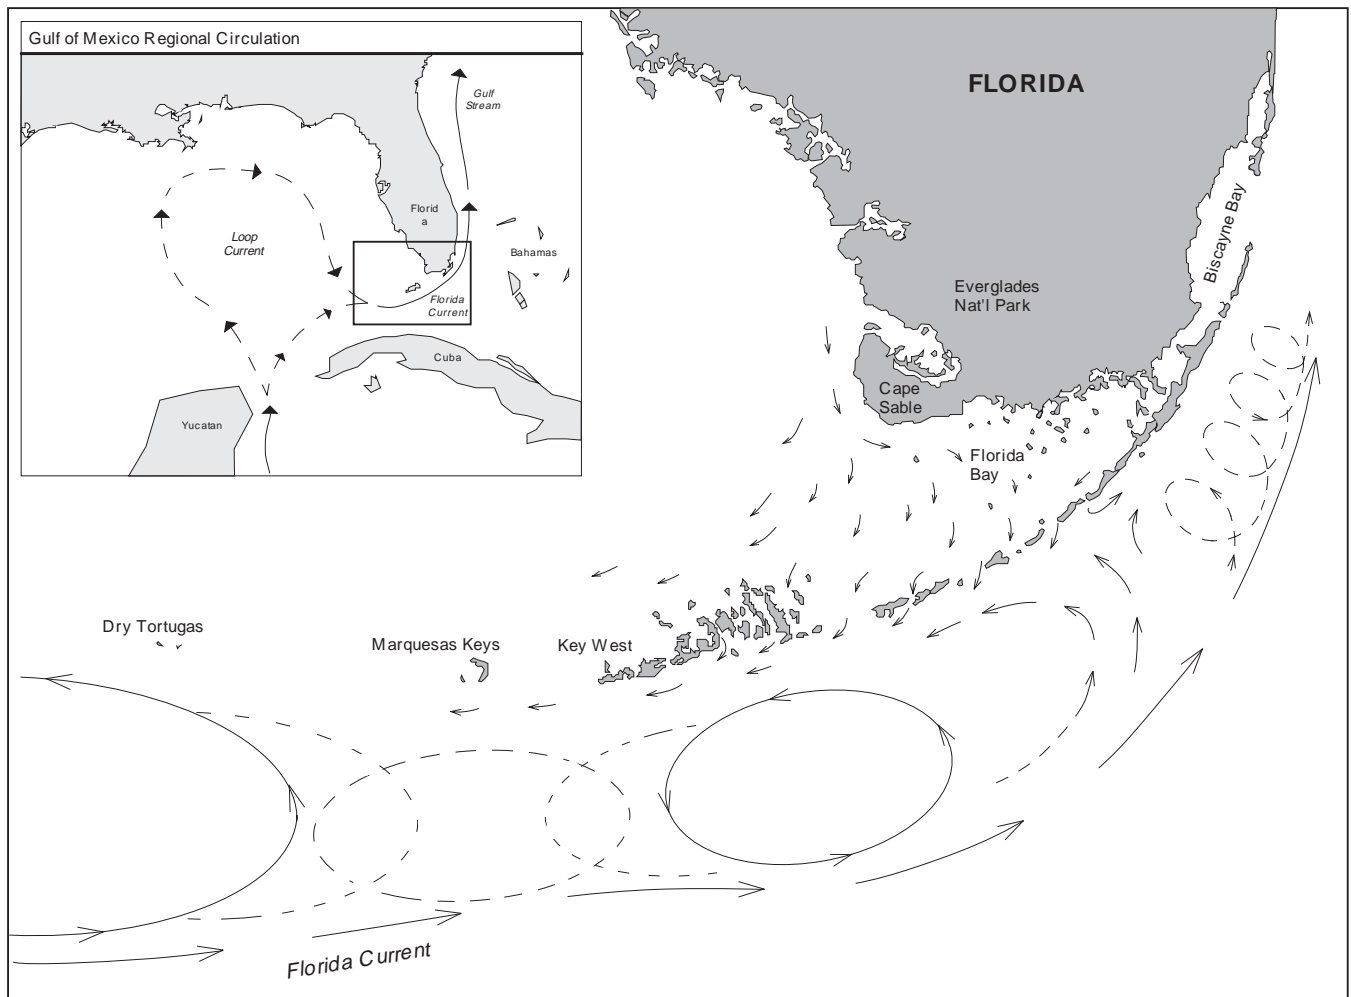 Gulf of Mexico Regional Circulation
Gulf
Stream
Florid
a
Loop
Current
Bahamas
Florida
Current
Cuba
Yucatan
FLORIDA
Biscayne Bay
Everglades
Nat'l Park
Cape
Sable
Florida
Bay
Dry Tortugas
Marquesas Keys
Key West
Florida Current